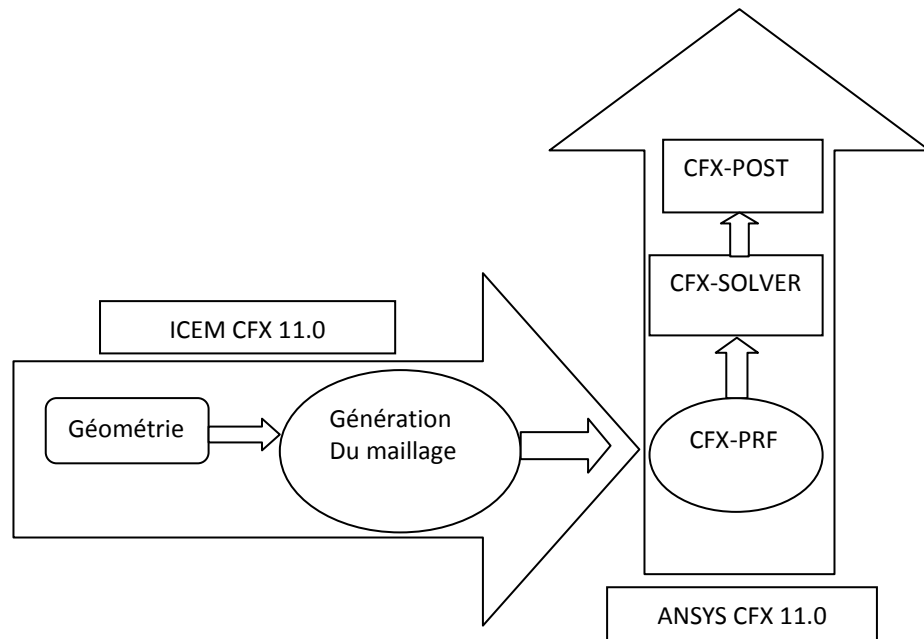 ICEM CFX 11.0
Géométrie
Génération
Du maillage
CFX-POST
CFX-SOLVER
CFX-PRF
ANSYS CFX 11.0